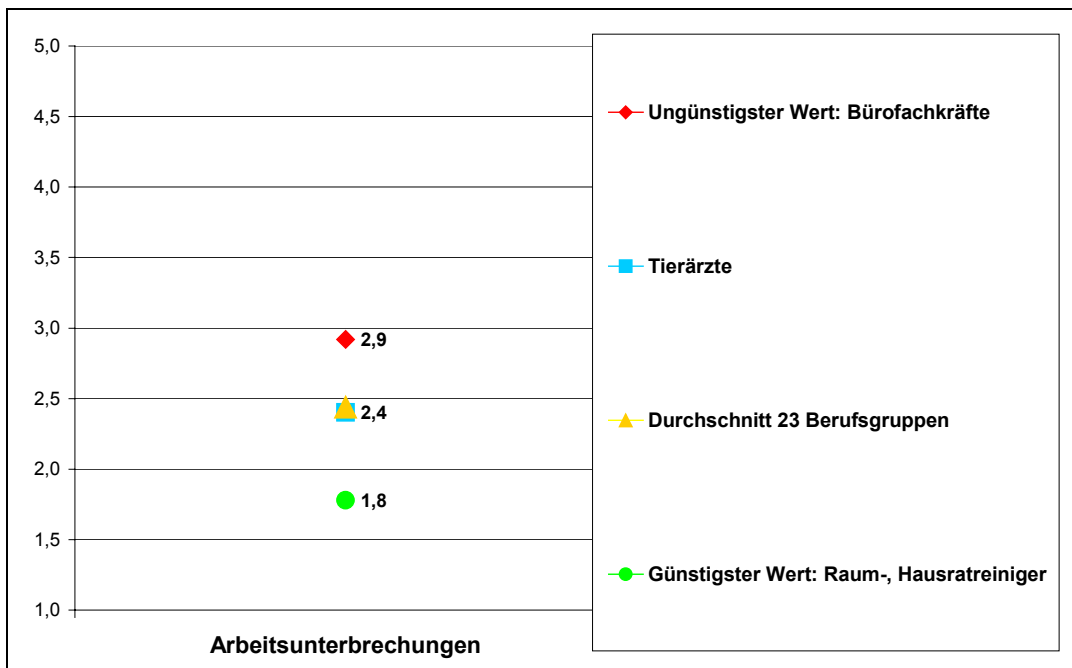 5,0
4,5
4,0
3,5
3,0
2,5
2,0
1,5
1,0
2,9
2,4
1,8
Arbeitsunterbrechungen
Ungünstigster Wert: Bürofachkräfte
Tierärzte
Durchschnitt 23 Berufsgruppen
Günstigster Wert: Raum-, Hausratreiniger